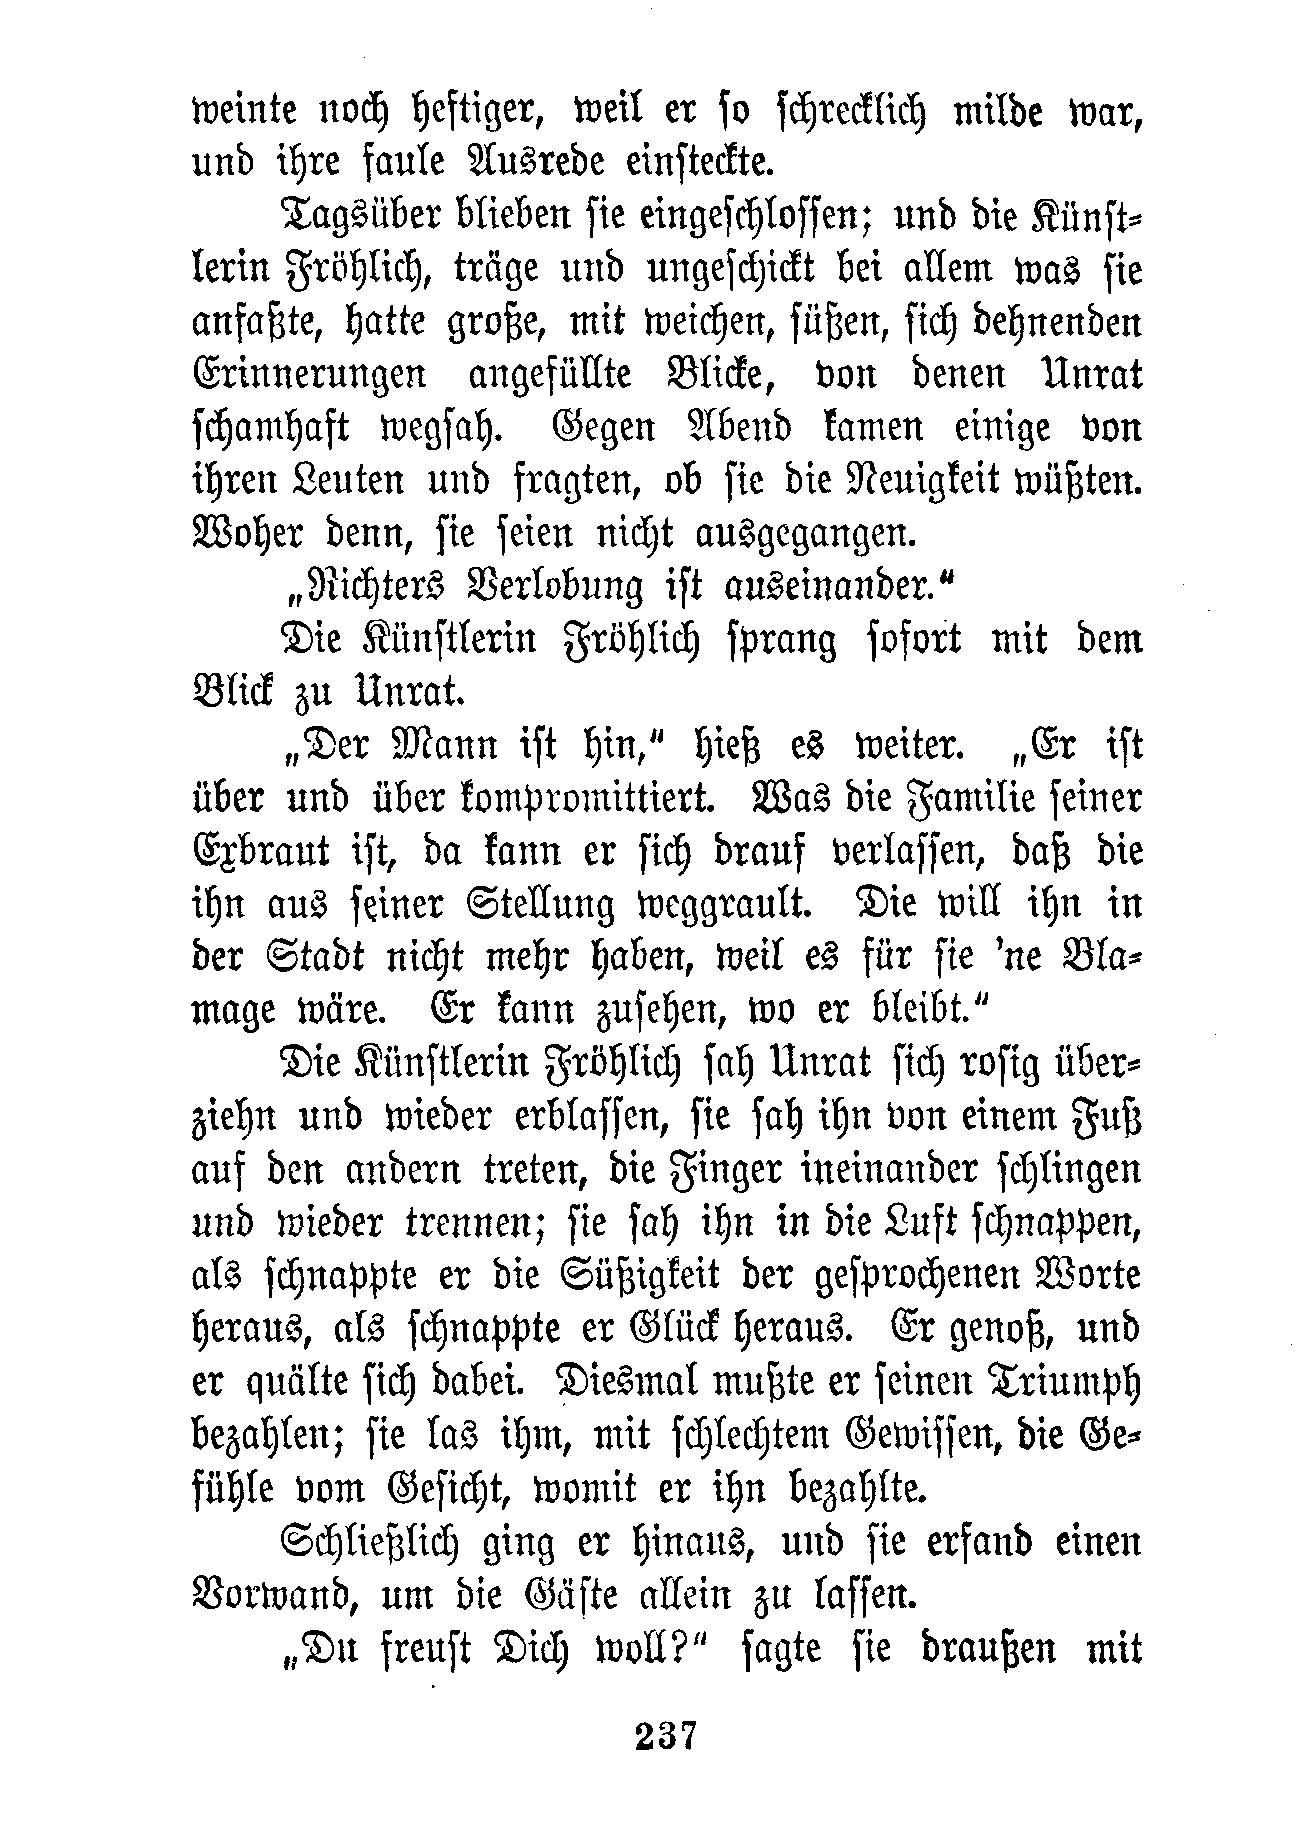 weinte noch heftiger, weil er so schrecklich milde war,
und ihre faule Ausrede einsteckte.
Tagsüber blieben sie eingeschlossen; und die Künst-
lerin Fröhlich, träge und ungeschickt bei allem was sie
anfaßte, hatte große, mit weichen, süßen, sich dehnenden
Erinnerungen angefüllte Blicke, von denen Unrat
schamhaft wegsah. Gegen Abend kamen einige von
ihren Leuten und fragten, ob sie die Neuigkeit wüßten.
Woher denn, sie seien nicht ausgegangen.
„Richters Verlobung ist auseinander.“
Die Künstlerin Fröhlich sprang sofort mit dem
Blick zu Unrat.
„Der Mann ist hin,“ hieß es weiter. „Er ist
über und über kompromittiert. Was die Familie seiner
Exbraut ist, da kann er sich drauf verlassen, daß die
ihn aus seiner Stellung weggrault. Die will ihn in
der Stadt nicht mehr haben, weil es für sie ’ne Bla-
mage wäre. Er kann zusehen, wo er bleibt.“
Die Künstlerin Fröhlich sah Unrat sich rosig über-
ziehn und wieder erblassen, sie sah ihn von einem Fuß
auf den andern treten, die Finger ineinander schlingen
und wieder trennen; sie sah ihn in die Luft schnappen,
als schnappte er die Süßigkeit der gesprochenen Worte
heraus, als schnappte er Glück heraus. Er genoß, und
er quälte sich dabei. Diesmal mußte er seinen Triumph
bezahlen; sie las ihm, mit schlechtem Gewissen, die Ge-
fühle vom Gesicht, womit er ihn bezahlte.
Schließlich ging er hinaus, und sie erfand einen
Vorwand, um die Gäste allein zu lassen.
„Du freust Dich woll?“ sagte sie draußen mit
237